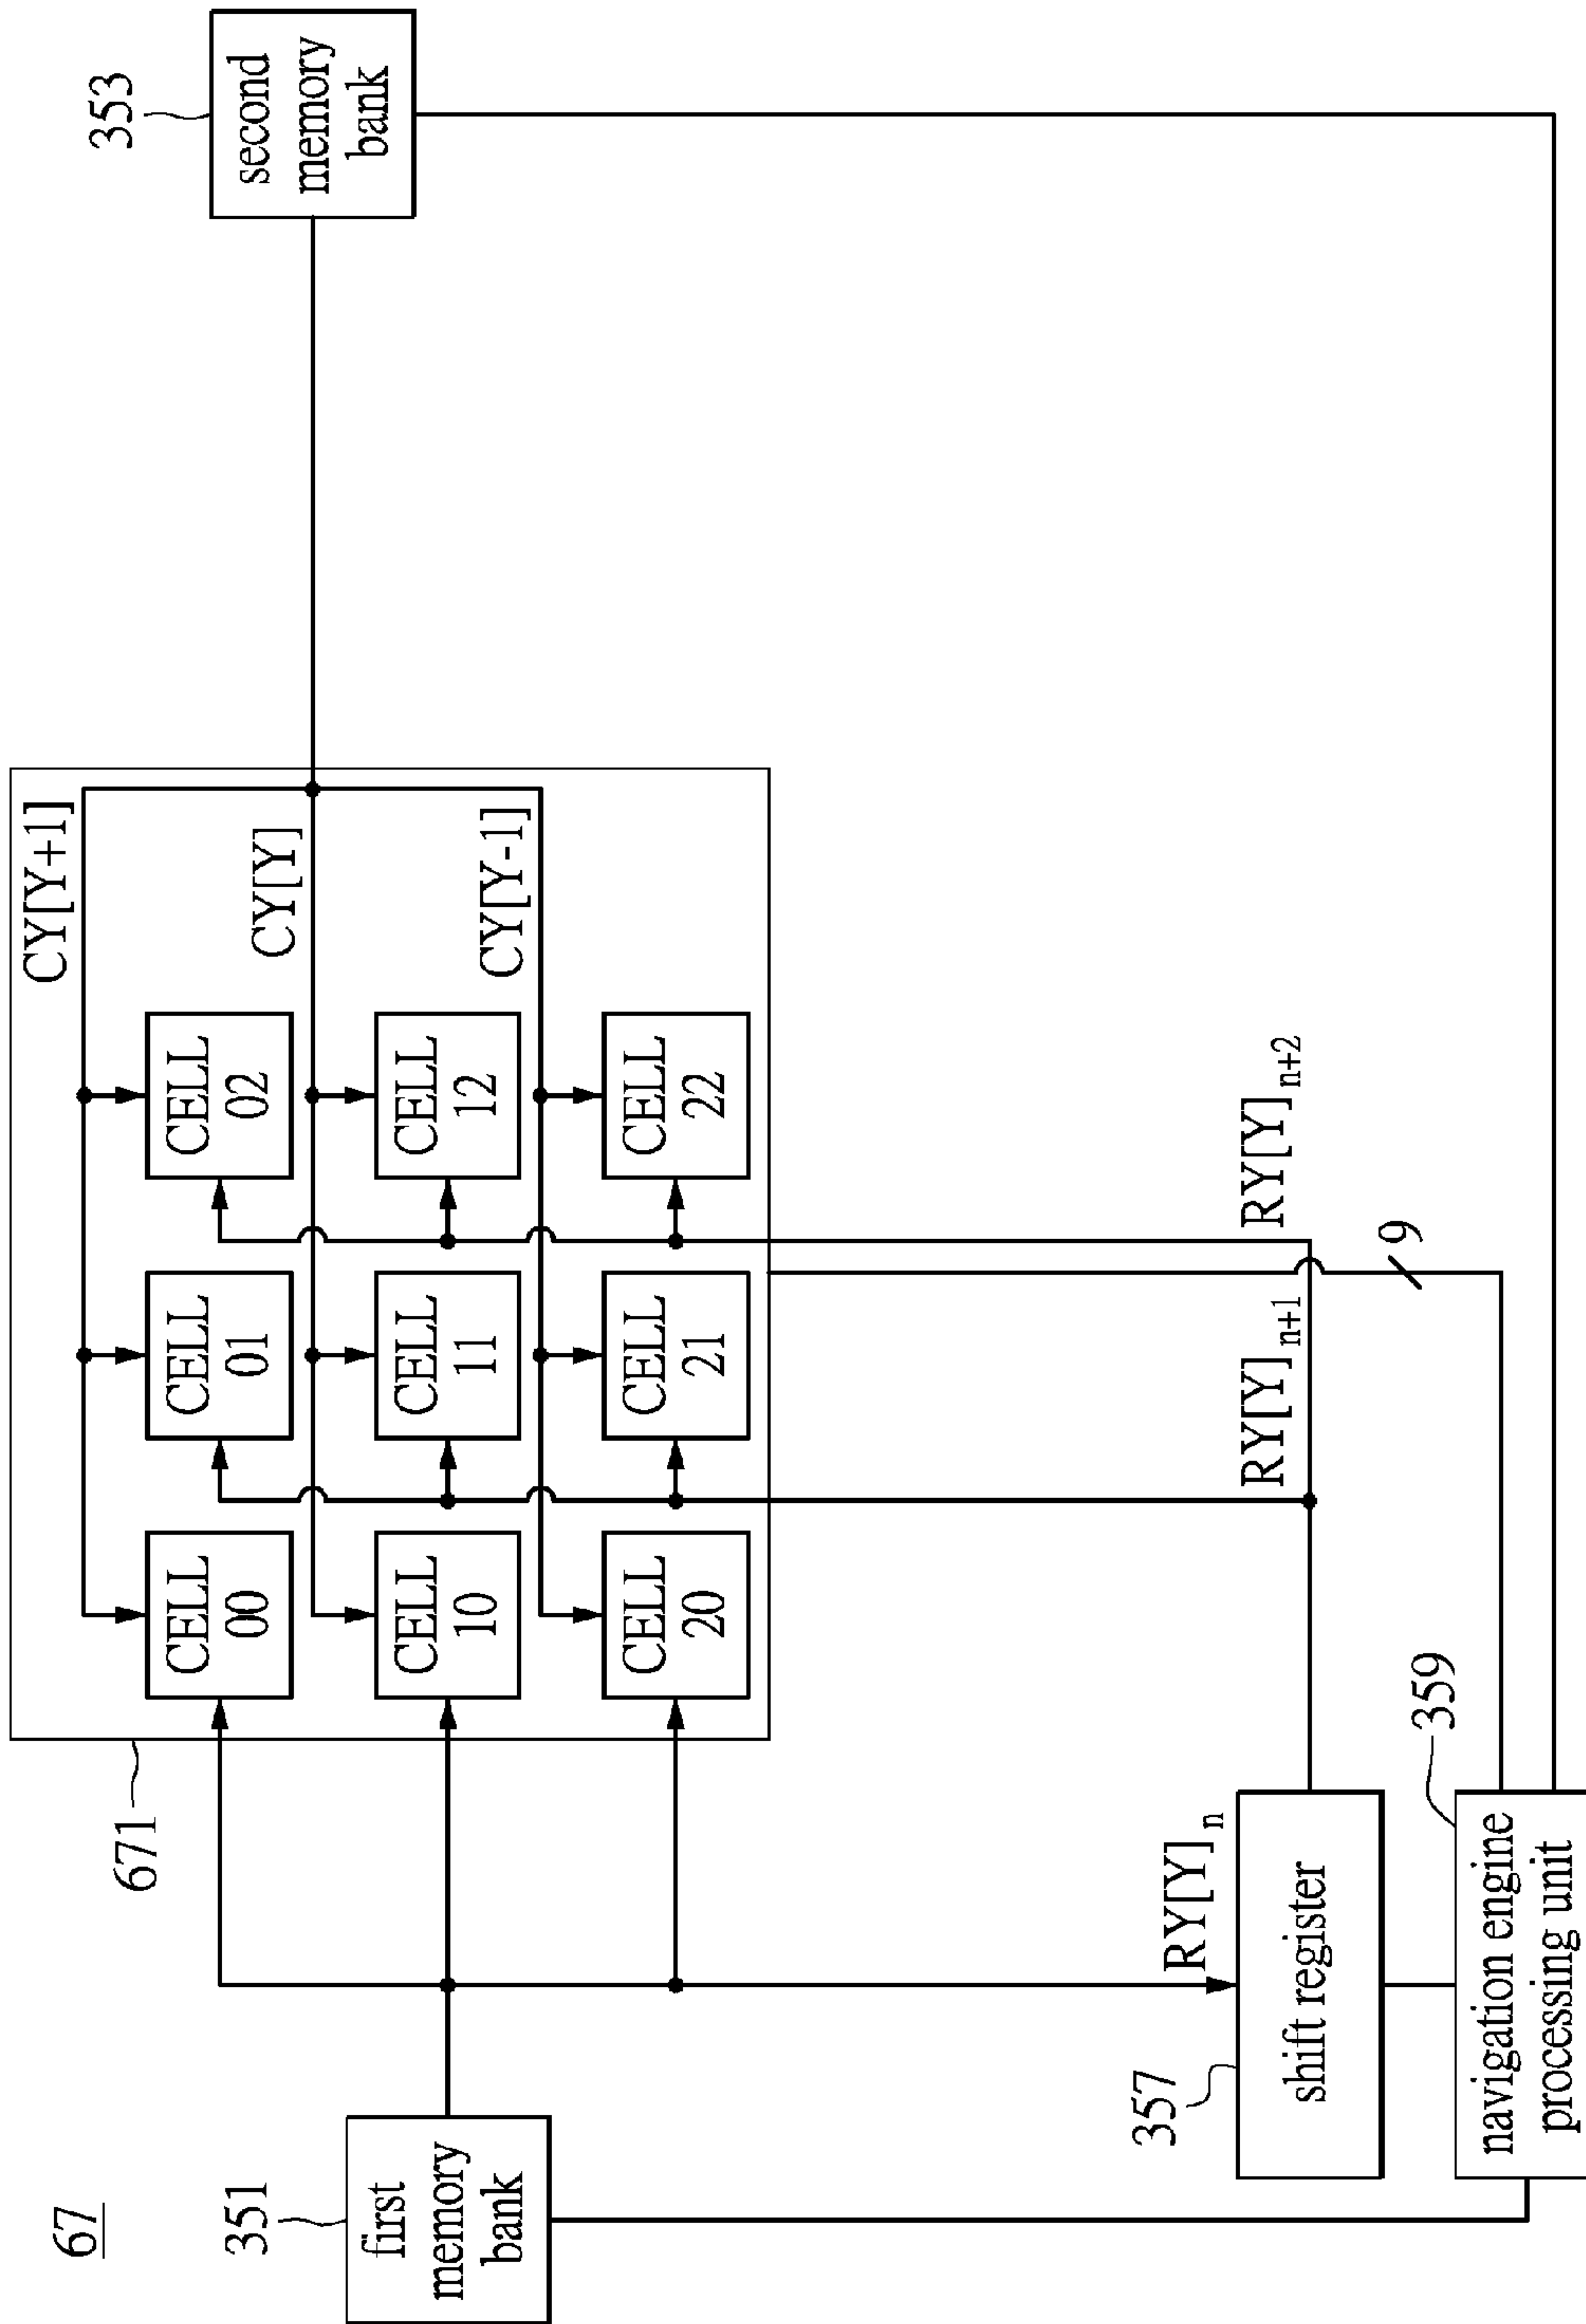 67
351
first
memory
bank
671
353
second
memory
bank
CY[Y+1]
CELL
00
CELL
01
CELL
02
CY[Y]
CELL
10
CELL
11
CELL
12
CY[Y-1]
CELL
20
CELL
21
CELL
22
RY[Y]n
RY[Y]n+1
RY[Y]n+2
357
shift register
9
359
navigation engine
processing unit